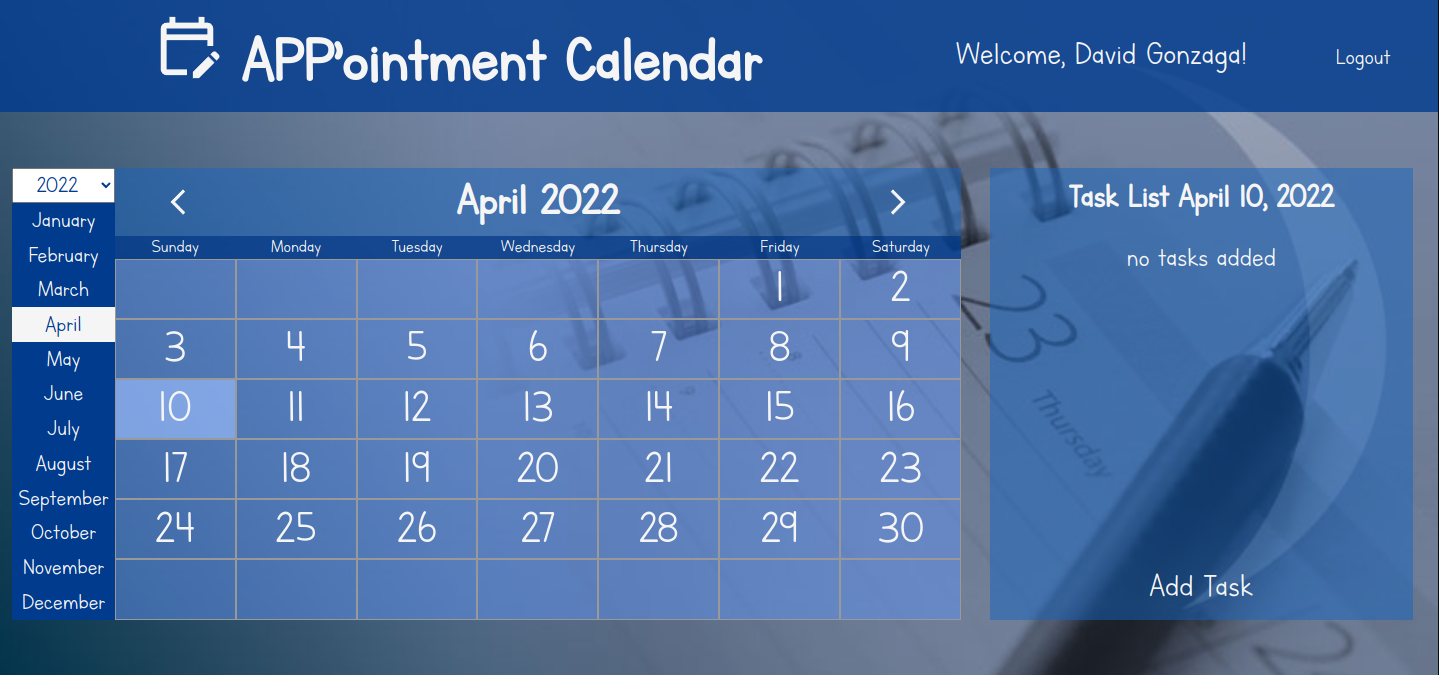 APP'ointment Calendar
Welcome, David Gonzaga!
Logout
2022
January
February
March
April
May
June
July
August
September
October
November
December
April 2022
Sunday Monday Tuesday Wednesday Thursday Friday Saturday
1 2
3 4 5 6 7 8 9
10 11 12 13 14 15 16
17 18 19 20 21 22 23
24 25 26 27 28 29 30
Task List April 10, 2022
no tasks added
Add Task
23
Thursday